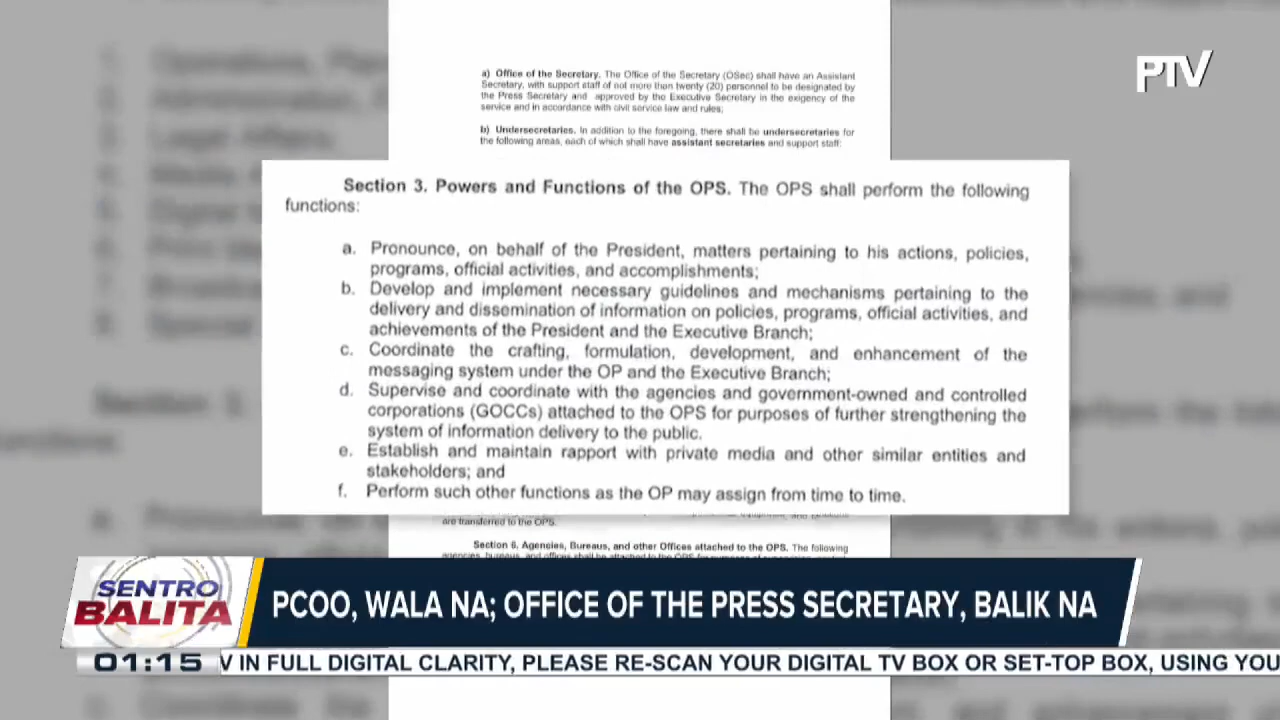 PTV
a) Office of the Secretary. The Office of the Secretary (OSec) shall have an Assistant
Secretary, with support staff of not more than twenty (20) personnel to be designated by
the Press Secretary and approved by the Executive Secretary in the exigency of the
service and in accordance with civil service law and rules;
b) Undersecretaries. In addition to the foregoing, there shall be undersecretaries for
the following areas, each of which shall have assistant secretaries and support staff:
Section 3. Powers and Functions of the OPS. The OPS shall perform the following
functions:
a. Pronounce, on behalf of the President, matters pertaining to his actions, policies,
programs, official activities, and accomplishments;
b. Develop and implement necessary guidelines and mechanisms pertaining to the
delivery and dissemination of information on policies, programs, official activities, and
achievements of the President and the Executive Branch;
c. Coordinate the crafting, formulation, development, and enhancement of the
messaging system under the OP and the Executive Branch;
d. Supervise and coordinate with the agencies and government-owned and controlled
corporations (GOCCs) attached to the OPS for purposes of further strengthening the
system of information delivery to the public.
e. Establish and maintain rapport with private media and other similar entities and
stakeholders; and
f. Perform such other functions as the OP may assign from time to time.
are transferred to the OPS.
Section 6. Agencies, Bureaus, and other Offices attached to the OPS. The following
SENTRO
BALITA
PCOO, WALA NA; OFFICE OF THE PRESS SECRETARY, BALIK NA
01:15
V IN FULL DIGITAL CLARITY, PLEASE RE-SCAN YOUR DIGITAL TV BOX OR SET-TOP BOX, USING YOU